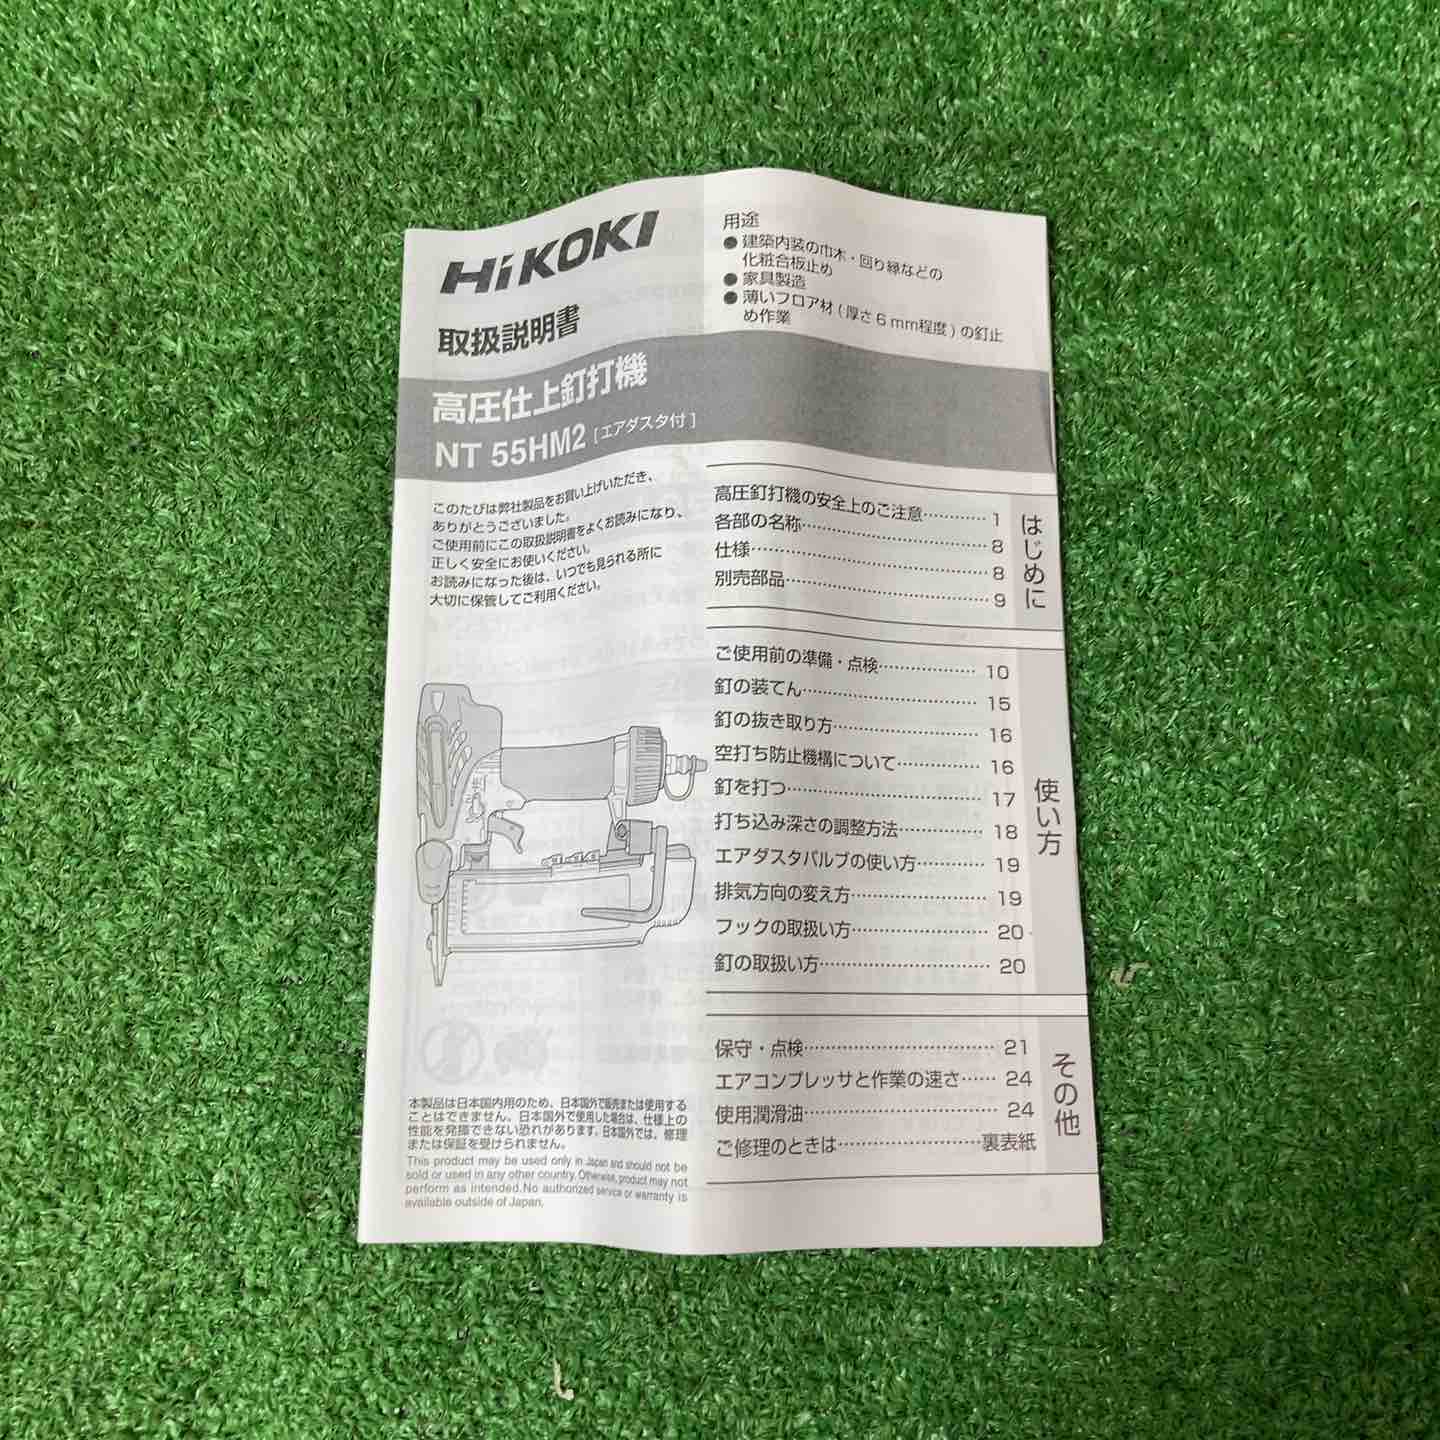 HiKOKI
取扱説明書
高圧仕上釘打機
NT 55HM2 [エアダスタ付]
用途
● 建築内装の巾木・回り縁などの
化粧合板止め
● 家具製造
● 薄いフロア材(厚さ6mm程度)の釘止
め作業
このたびは弊社製品をお買い上げいただき、
ありがとうございました。
ご使用前にこの取扱説明書をよくお読みになり、
正しく安全にお使いください。
お読みになった後は、いつでも見られる所に
大切に保管してご利用ください。
高圧釘打機の安全上のご注意………… 1
各部の名称…………………………… 8
仕様…………………………………… 8
別売部品……………………………… 9
はじめに
ご使用前の準備・点検……………… 10
釘の装てん………………………… 15
釘の抜き取り方…………………… 16
空打ち防止機構について………… 16
釘を打つ…………………………… 17
打ち込み深さの調整方法………… 18
エアダスタバルブの使い方……… 19
排気方向の変え方………………… 19
フックの取扱い方………………… 20
釘の取扱い方……………………… 20
使い方
保守・点検………………………… 21
エアコンプレッサと作業の速さ…… 24
使用潤滑油………………………… 24
ご修理のときは…………………裏表紙
その他
本製品は日本国内用のため、日本国外で販売または使用する
ことはできません。日本国外で使用した場合は、仕様上の
性能を発揮できない恐れがあります。日本国外では、修理
または保証を受けられません。
This product may be used only in Japan and should not be
sold or used in any other country. Otherwise, product may not
perform as intended.No authorized service or warranty is
available outside of Japan.